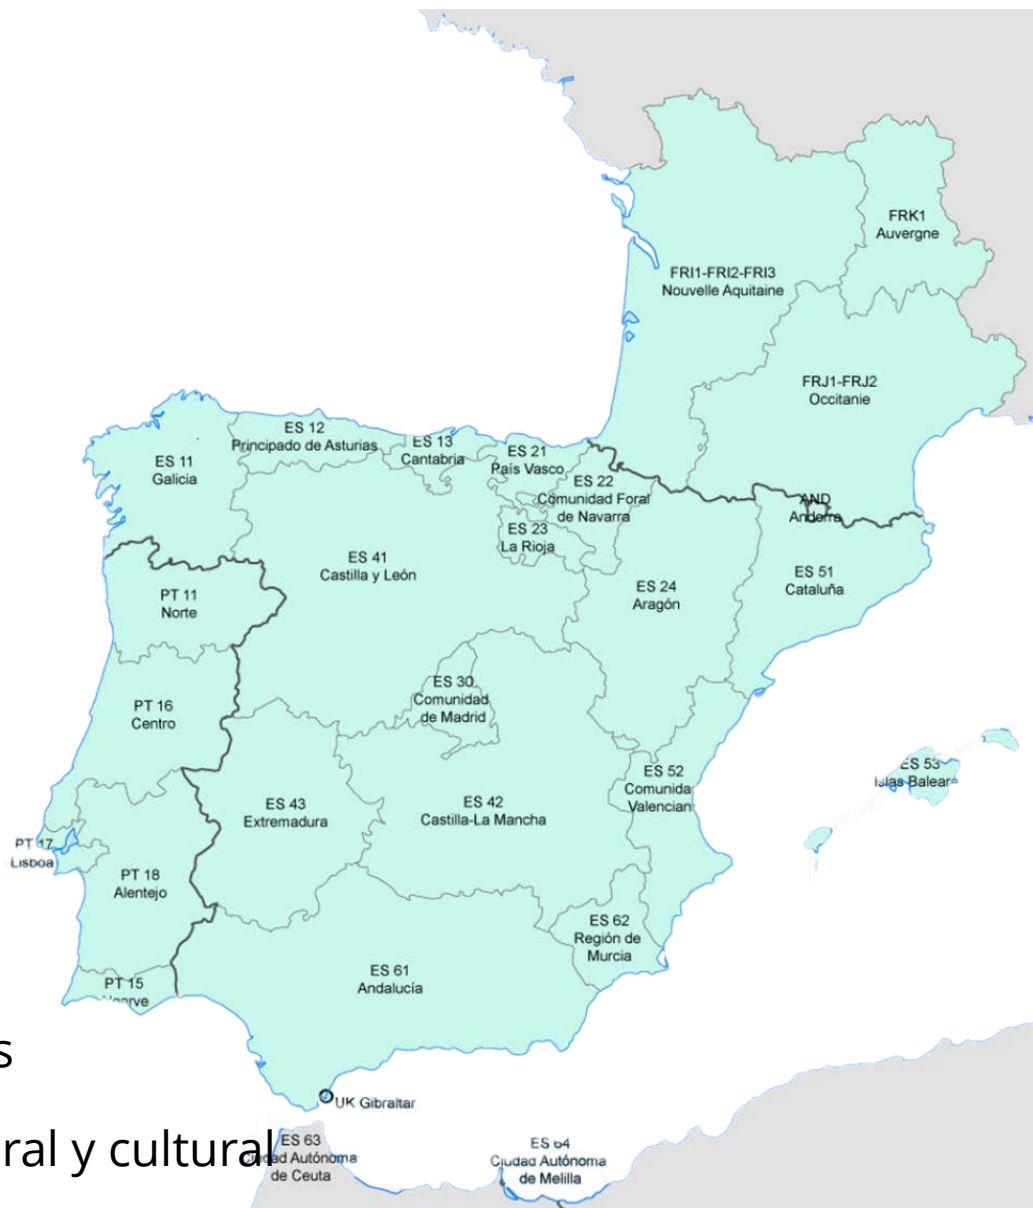 FRK1
Auvergne
FRI1-FRI2-FRI3
Nouvelle Aquitaine
FRJ1-FRJ2
Occitanie
ES 12
Principado de Asturias
ES 13
Cantabria
ES 21
País Vasco
ES 11
Galicia
ES 22
Comunidad Foral
de Navarra
AND
Andorra
ES 23
La Rioja
ES 41
Castilla y León
ES 51
Cataluña
ES 24
Aragón
PT 11
Norte
ES 30
Comunidad
de Madrid
PT 16
Centro
ES 52
Comunida
Valencian
ES 53
Islas Balear
ES 43
Extremadura
ES 42
Castilla-La Mancha
PT 17
Lisboa
PT 18
Alentejo
ES 62
Región de
Murcia
ES 61
Andalucía
PT 15
s
UK Gibraltar
ral y cultural
ES 63
Autónoma
de Ceuta
ES 64
Ciudad Autónoma
de Melilla